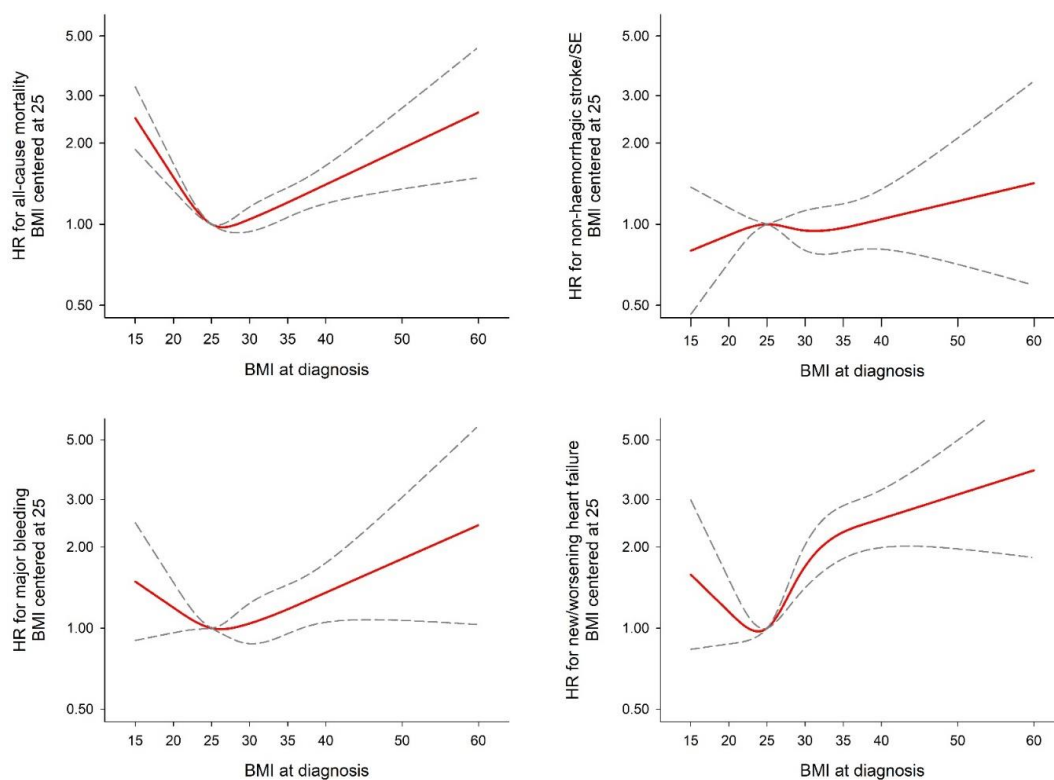 HR for all-cause mortality
BMI centered at 25
5.00
3.00
2.00
1.00
0.50
15 20 25 30 35 40 50 60
BMI at diagnosis
HR for non-haemorrhagic stroke/SE
BMI centered at 25
5.00
3.00
2.00
1.00
0.50
15 20 25 30 35 40 50 60
BMI at diagnosis
HR for major bleeding
BMI centered at 25
5.00
3.00
2.00
1.00
0.50
15 20 25 30 35 40 50 60
BMI at diagnosis
HR for new/worsening heart failure
BMI centered at 25
5.00
3.00
2.00
1.00
0.50
15 20 25 30 35 40 50 60
BMI at diagnosis